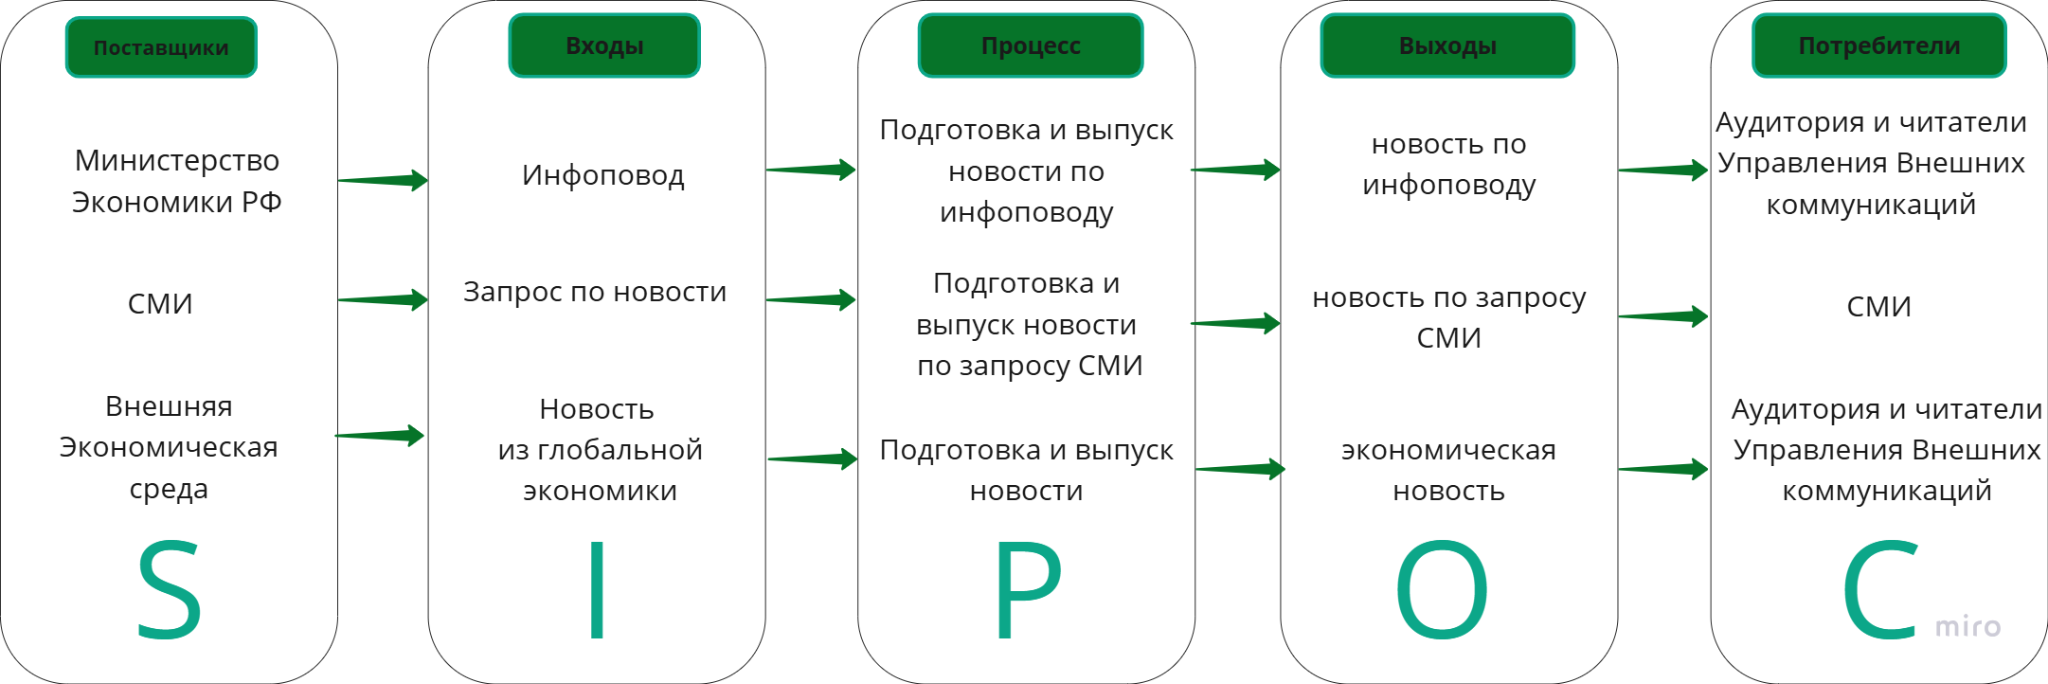 Поставщики
Министерство
Экономики РФ
СМИ
Внешняя
Экономическая
среда
S
Входы
Инфоповод
Запрос по новости
Новость
из глобальной
экономики
I
Процесс
Подготовка и выпуск
новости по
инфоповоду
Подготовка и
выпуск новости
по запросу СМИ
Подготовка и выпуск
новости
P
Выходы
новость по
инфоповоду
новость по запросу
СМИ
экономическая
новость
O
Потребители
Аудитория и читатели
Управления Внешних
коммуникаций
СМИ
Аудитория и читатели
Управления Внешних
коммуникаций
C
miro